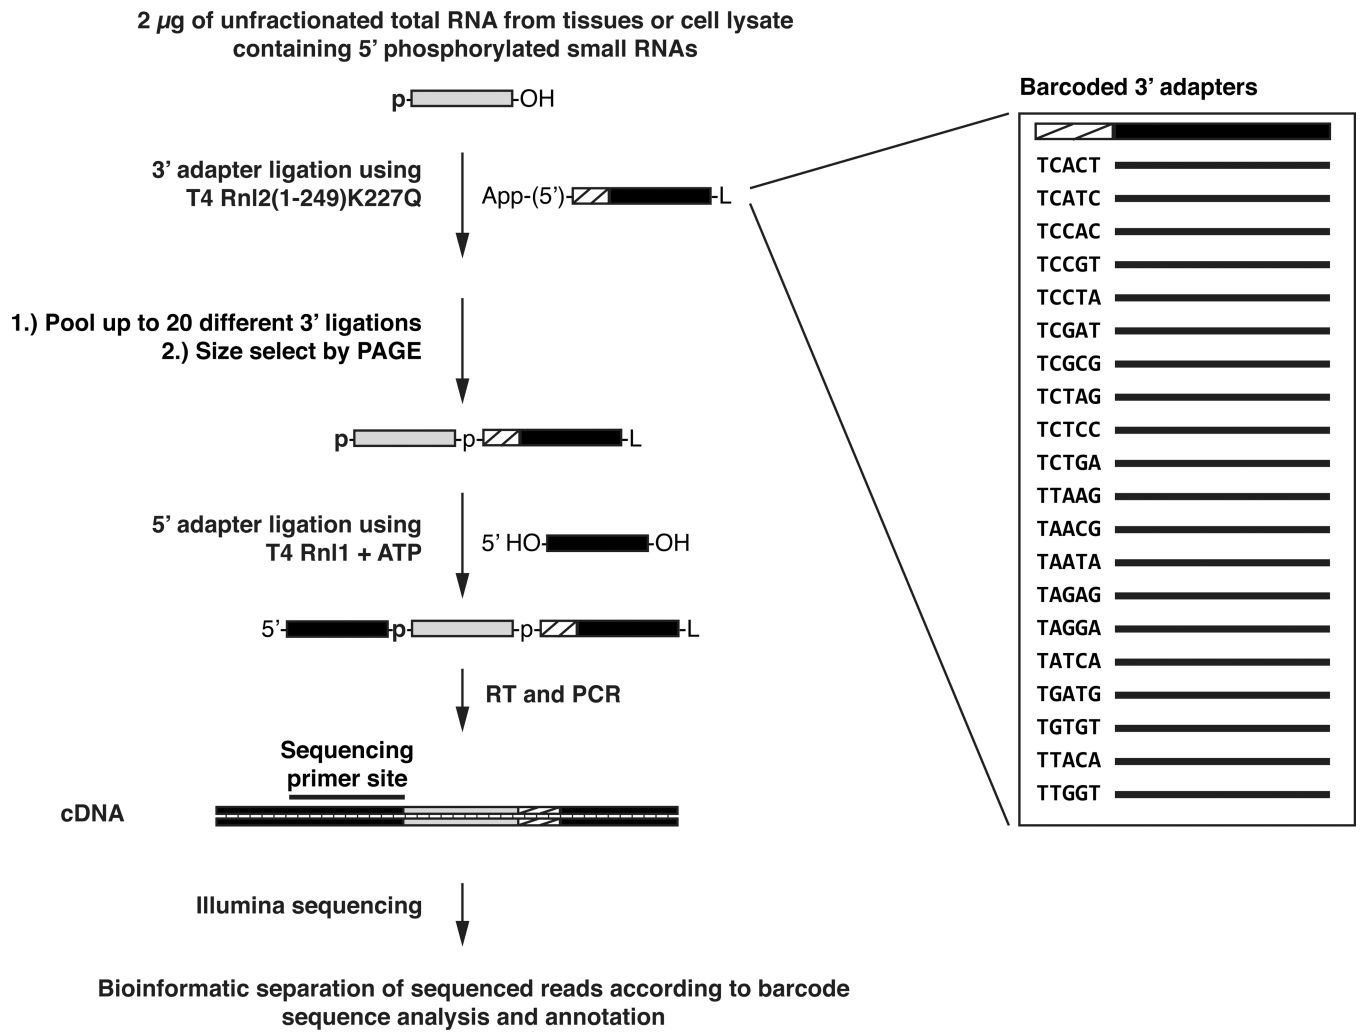 2 µg of unfractionated total RNA from tissues or cell lysate
containing 5’ phosphorylated small RNAs
p-
-OH
3’ adapter ligation using
T4 Rnl2(1-249)K227Q
App-(5’)-
-L
1.) Pool up to 20 different 3’ ligations
2.) Size select by PAGE
p-
-p-
-L
5’ adapter ligation using
T4 Rnl1 + ATP
5’ HO-
-OH
5’-
-p-
-p-
-L
RT and PCR
Sequencing
primer site
cDNA
Illumina sequencing
Bioinformatic separation of sequenced reads according to barcode
sequence analysis and annotation
Barcoded 3’ adapters
TCACT
TCATC
TCCAC
TCCGT
TCCTA
TCGAT
TCGCG
TCTAG
TCTCC
TCTGA
TTAAG
TAACG
TAATA
TAGAG
TAGGA
TATCA
TGATG
TGTGT
TTACA
TTGGT